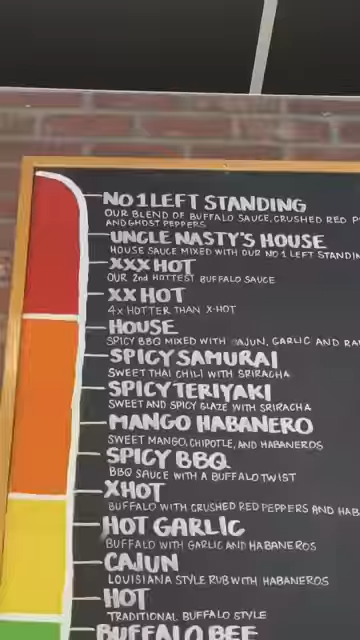 NO 1 LEFT STANDING
OUR BLEND OF BUFFALO SAUCE, CRUSHED RED
AND GHOST PEPPERS
UNCLE NASTY'S HOUSE
HOUSE SAUCE MIXED WITH OUR NO 1 LEFT
XXX HOT
OUR 2nd HOTTEST BUFFALO SAUCE
XX HOT
4x HOTTER THAN X-HOT
HOUSE
SPICY BBQ MIXED WITH CAJUN, GARLIC AND
SPICY SAMURAI
SWEET THAI CHILI WITH SRIRACHA
SPICY TERIYAKI
SWEET AND SPICY GLAZE WITH SRIRACHA
MANGO HABANERO
SWEET MANGO, CHIPOTLE, AND HABANEROS
SPICY BBQ
BBQ SAUCE WITH A BUFFALO TWIST
XHOT
BUFFALO WITH CRUSHED RED PEPPERS AND
HOT GARLIC
BUFFALO WITH GARLIC AND HABANEROS
CAJUN
LOUISIANA STYLE RUB WITH HABANEROS
HOT
TRADITIONAL BUFFALO STYLE
BUFFALO BEE